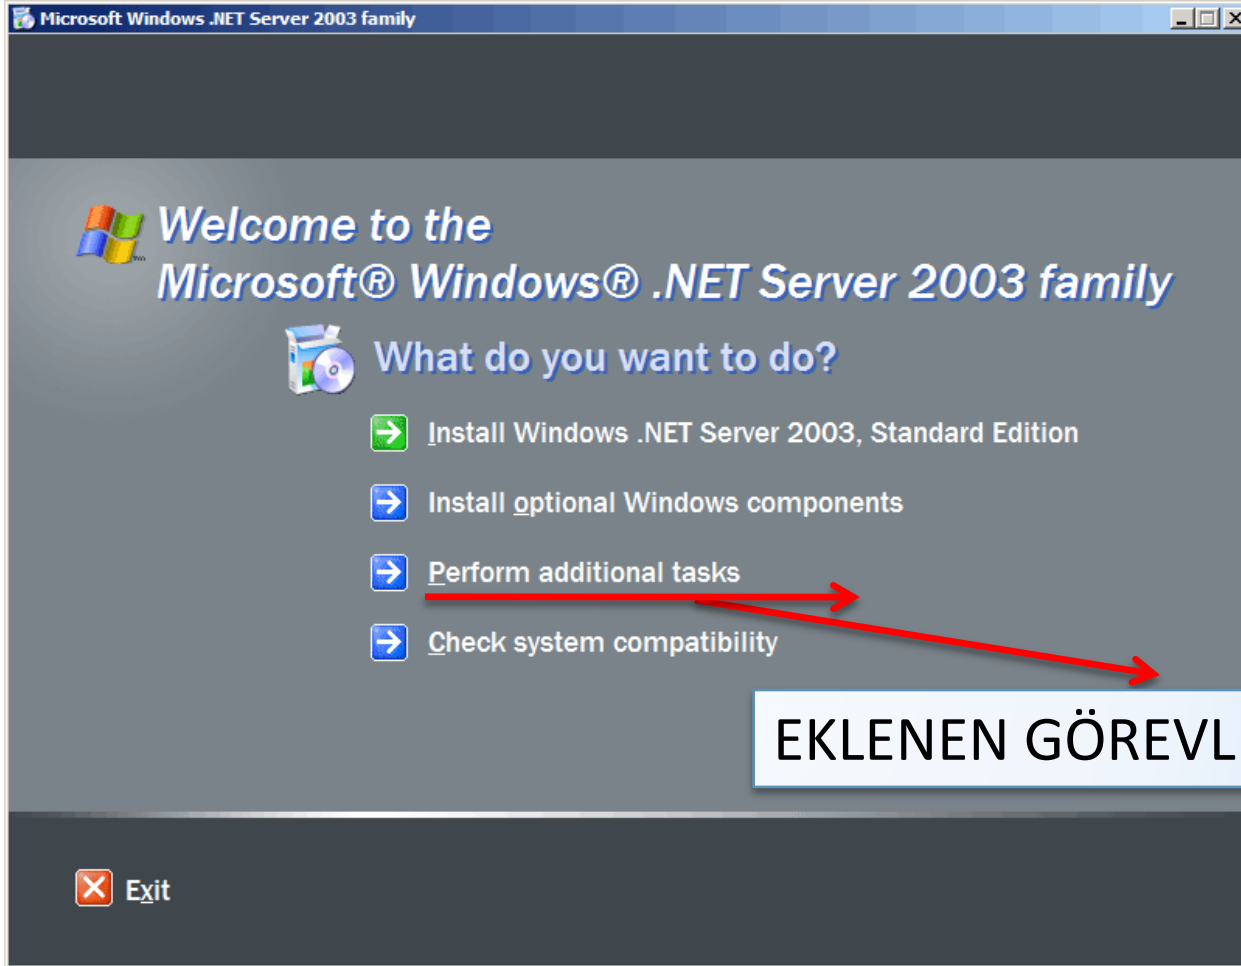 Microsoft Windows .NET Server 2003 family
Welcome to the
Microsoft® Windows® .NET Server 2003 family
What do you want to do?
Install Windows .NET Server 2003, Standard Edition
Install optional Windows components
Perform additional tasks
Check system compatibility
EKLENEN GÖREVL
Exit